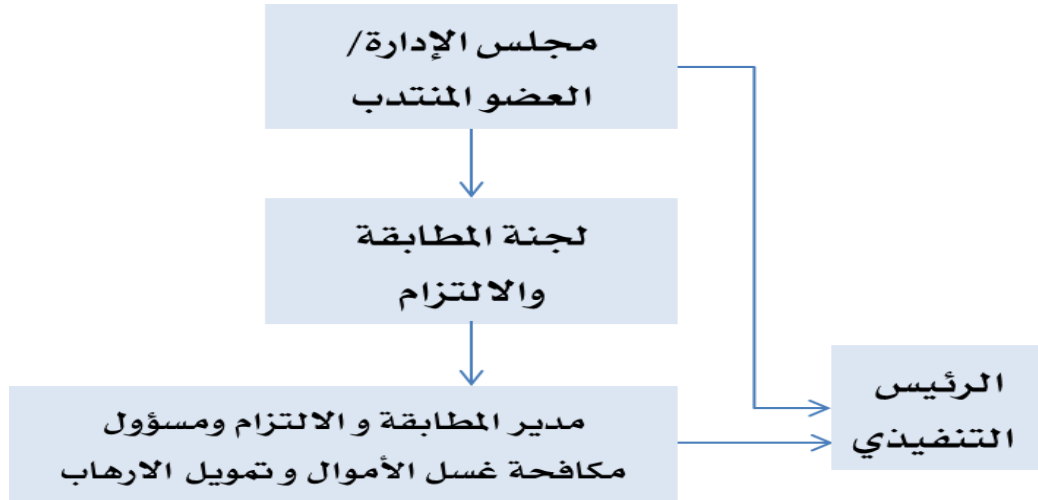 مجلس الإدارة/
العضو المنتدب
لجنة المطابقة
والالتزام
مدير المطابقة و الالتزام ومسؤول
مكافحة غسل الأموال و تمويل الارهاب
الرئيس
التنفيذي